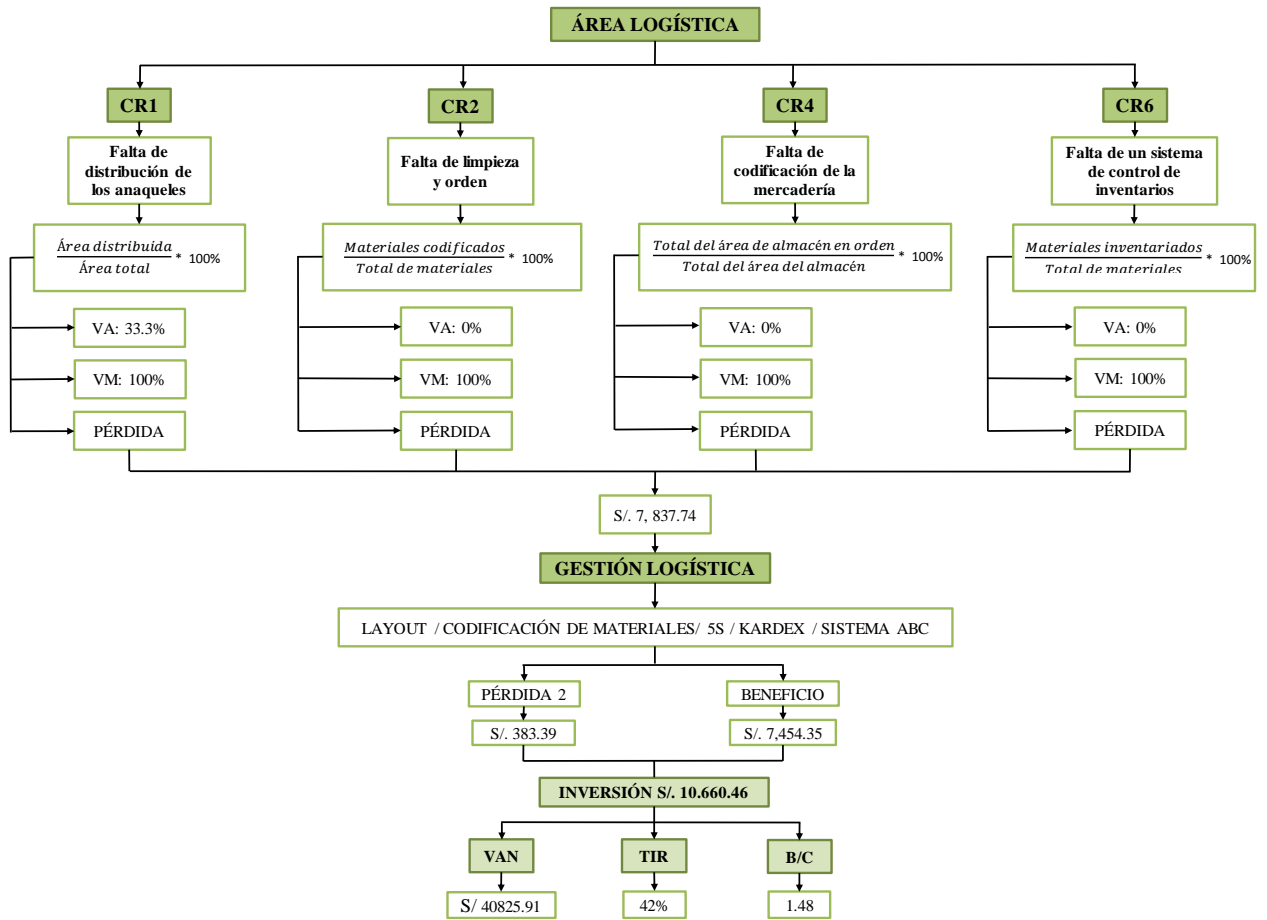 ÁREA LOGÍSTICA
CR1
CR2
CR4
CR6
Falta de
distribución de
los anaqueles
Falta de limpieza
y orden
Falta de
codificación de la
mercadería
Falta de un sistema
de control de
inventarios
Área distribuida
Área total
* 100%
Materiales codificados
Total de materiales
* 100%
Total del área de almacén en orden
Total del área del almacén
* 100%
Materiales inventariados
Total de materiales
* 100%
VA: 33.3%
VA: 0%
VA: 0%
VA: 0%
VM: 100%
VM: 100%
VM: 100%
VM: 100%
PÉRDIDA
PÉRDIDA
PÉRDIDA
PÉRDIDA
S/. 7, 837.74
GESTIÓN LOGÍSTICA
LAYOUT / CODIFICACIÓN DE MATERIALES/ 5S / KARDEX / SISTEMA ABC
PÉRDIDA 2
BENEFICIO
S/. 383.39
S/. 7,454.35
INVERSIÓN S/. 10.660.46
VAN
TIR
B/C
S/ 40825.91
42%
1.48